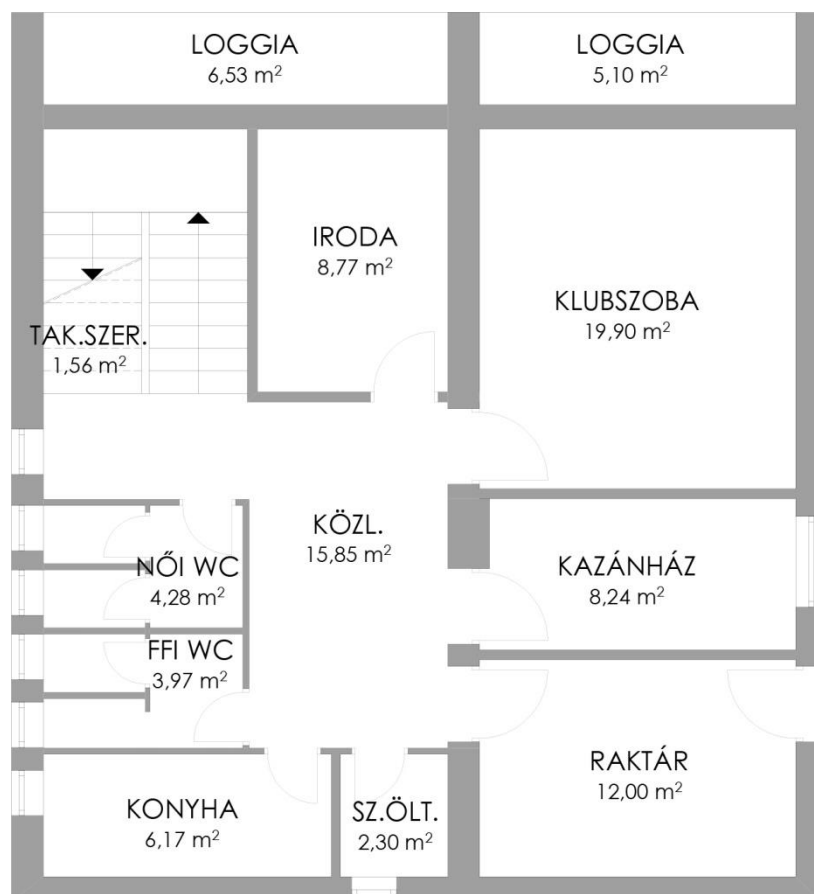 LOGGIA
6,53 m²
LOGGIA
5,10 m²
IRODA
8,77 m²
KLUBSZOBA
19,90 m²
TAK.SZER.
1,56 m²
KÖZL.
15,85 m²
NŐI WC
4,28 m²
KAZÁNHÁZ
8,24 m²
FFI WC
3,97 m²
RAKTÁR
12,00 m²
KONYHA
6,17 m²
SZ.ÖLT.
2,30 m²